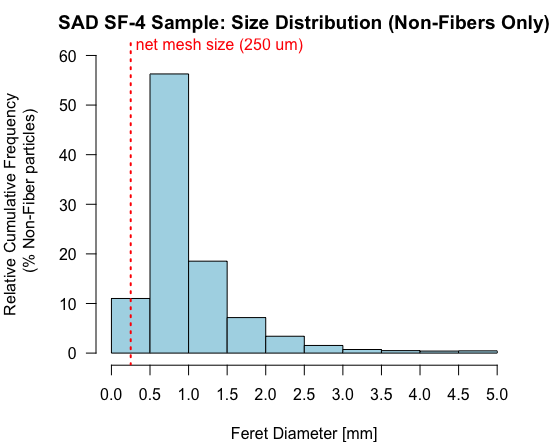 SAD SF-4 Sample: Size Distribution (Non-Fibers Only)
net mesh size (250 um)
Relative Cumulative Frequency
(% Non-Fiber particles)
60
50
40
30
20
10
0
0.0 0.5 1.0 1.5 2.0 2.5 3.0 3.5 4.0 4.5 5.0
Feret Diameter [mm]